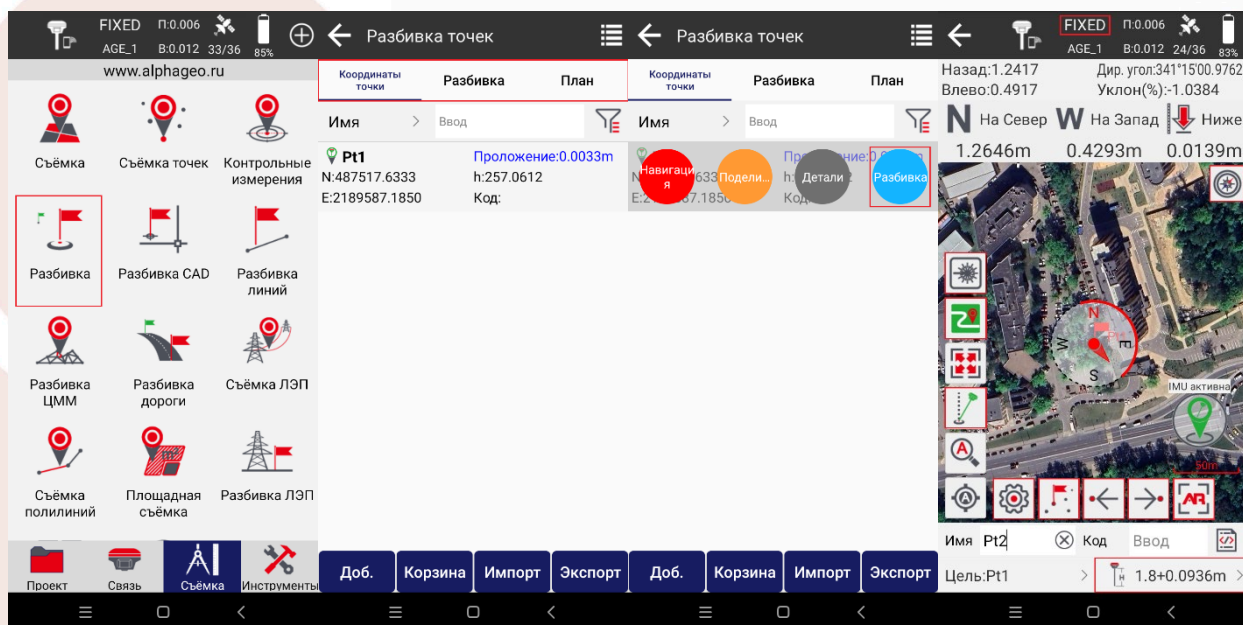 FIXED П:0.006
AGE_1 B:0.012 33/36 85%
www.alphageo.ru
Съёмка
Съёмка точек
Контрольные
измерения
Разбивка
Разбивка CAD
Разбивка
линий
Разбивка
ЦММ
Разбивка
дороги
Съёмка ЛЭП
Съёмка
полилиний
Площадная
съёмка
Разбивка ЛЭП
Проект
Связь
Съёмка
Инструменты
Разбивка точек
Координаты
точки
Разбивка
План
Имя > Ввод
Pt1 Проложение:0.0033m
N:487517.6333 h:257.0612
E:2189587.1850 Код:
Доб.
Корзина
Импорт
Экспорт
Разбивка точек
Координаты
точки
Разбивка
План
Имя > Ввод
Навигаци
я
Подели...
Детали
Разбивка
Доб.
Корзина
Импорт
Экспорт
FIXED П:0.006
AGE_1 B:0.012 24/36 83%
Назад:1.2417 Дир. угол:341°15'00.9762
Влево:0.4917 Уклон(%):-1.0384
N На Север W На Запад Ниже
1.2646m 0.4293m 0.0139m
N
W
E
S
Pt1
IMU активна
50m
A
A
AR
Имя Pt2 Код Ввод
Цель:Pt1 > H 1.8+0.0936m >